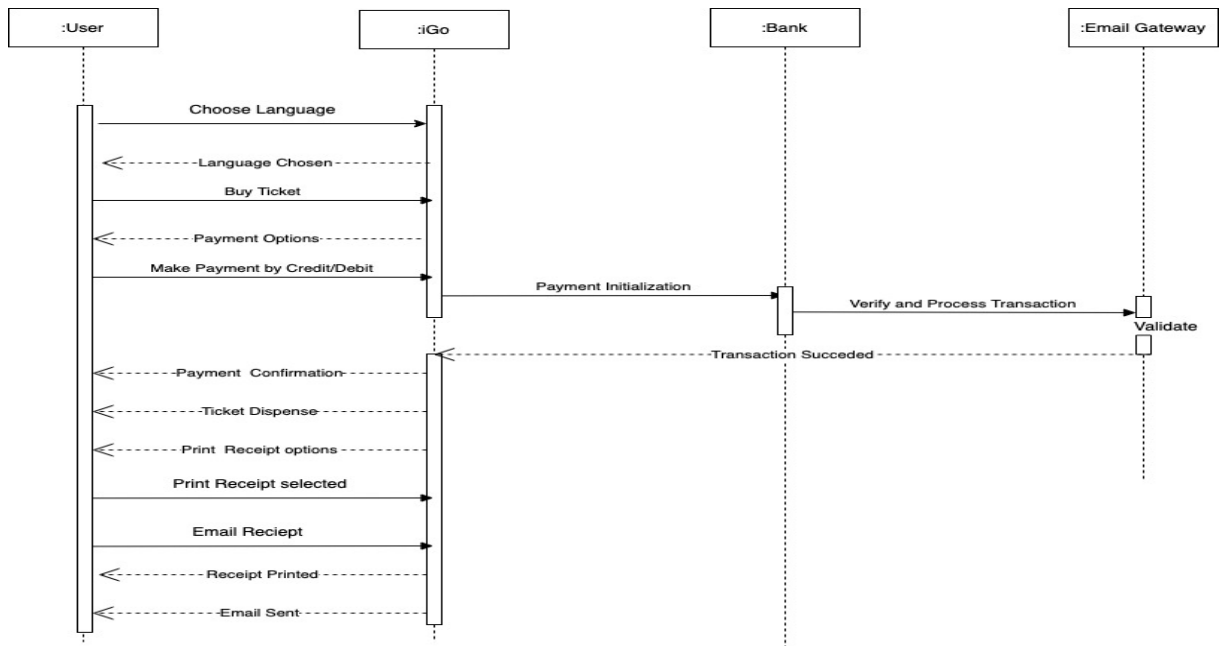 :User
:iGo
:Bank
:Email Gateway
Choose Language
Language Chosen
Buy Ticket
Payment Options
Make Payment by Credit/Debit
Payment Initialization
Verify and Process Transaction
Validate
Transaction Succeded
Payment Confirmation
Ticket Dispense
Print Receipt options
Print Receipt selected
Email Reciept
Receipt Printed
Email Sent